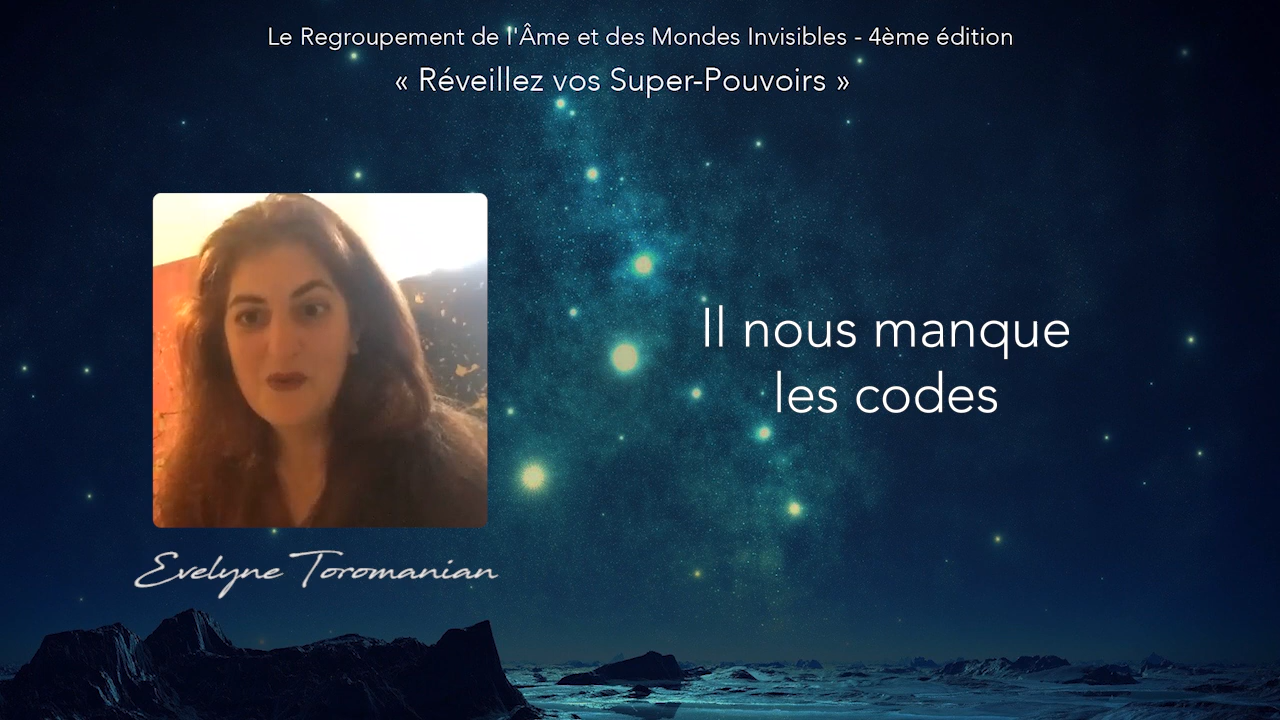 Le Regroupement de l'Âme et des Mondes Invisibles - 4ème édition
« Réveillez vos Super-Pouvoirs »
Il nous manque
les codes
Evelyne Toromanian